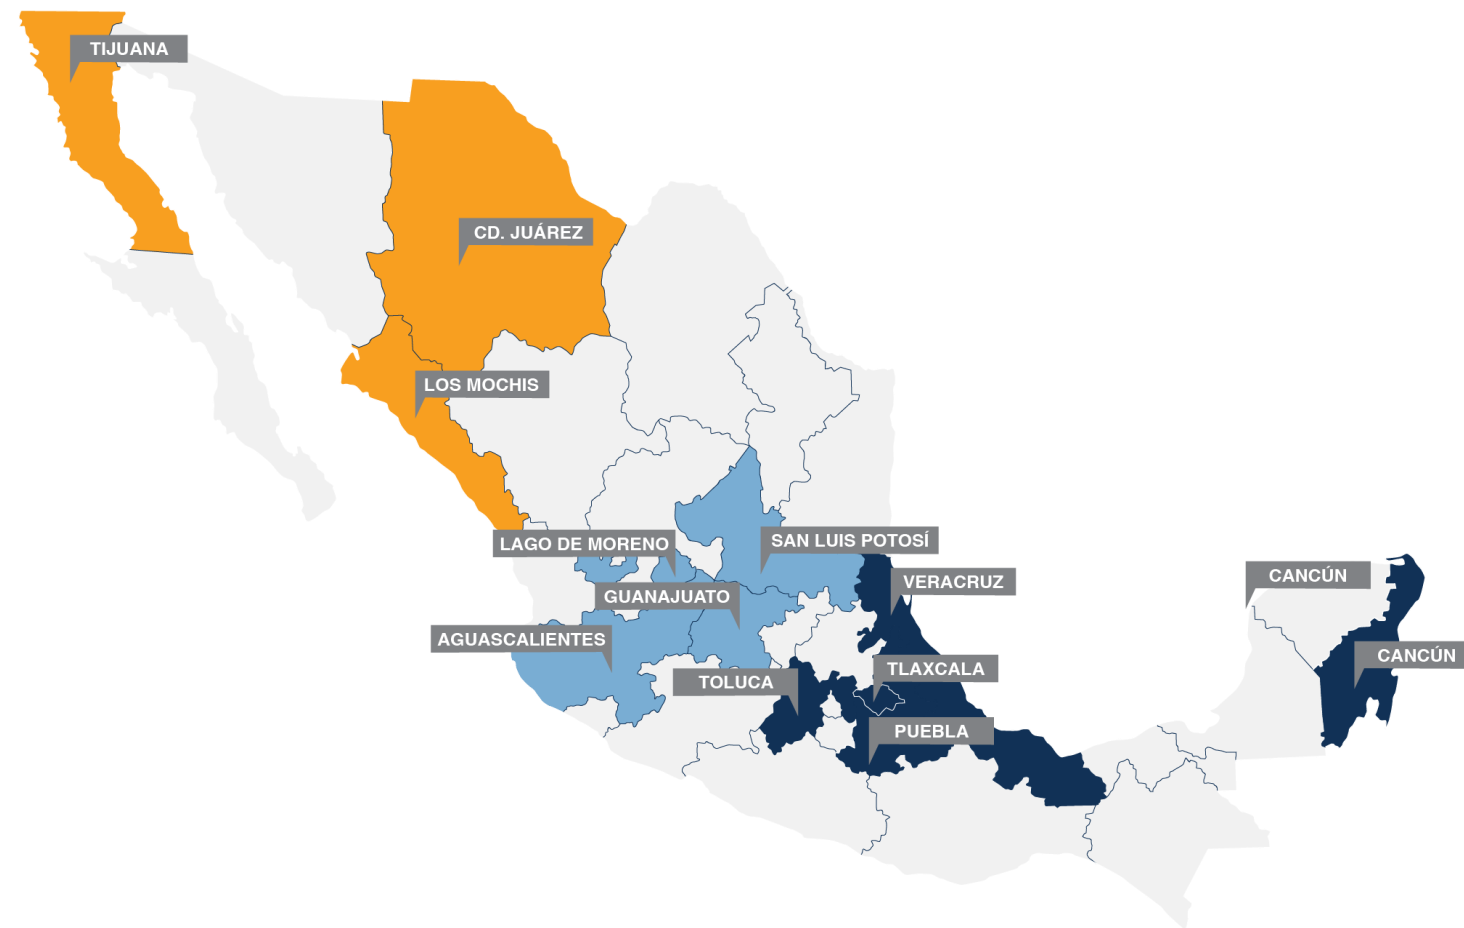 TIJUANA
CD. JUÁREZ
LOS MOCHIS
LAGO DE MORENO
SAN LUIS POTOSÍ
CANCÚN
VERACRUZ
GUANAJUATO
AGUASCALIENTES
CANCÚN
TLAXCALA
TOLUCA
PUEBLA